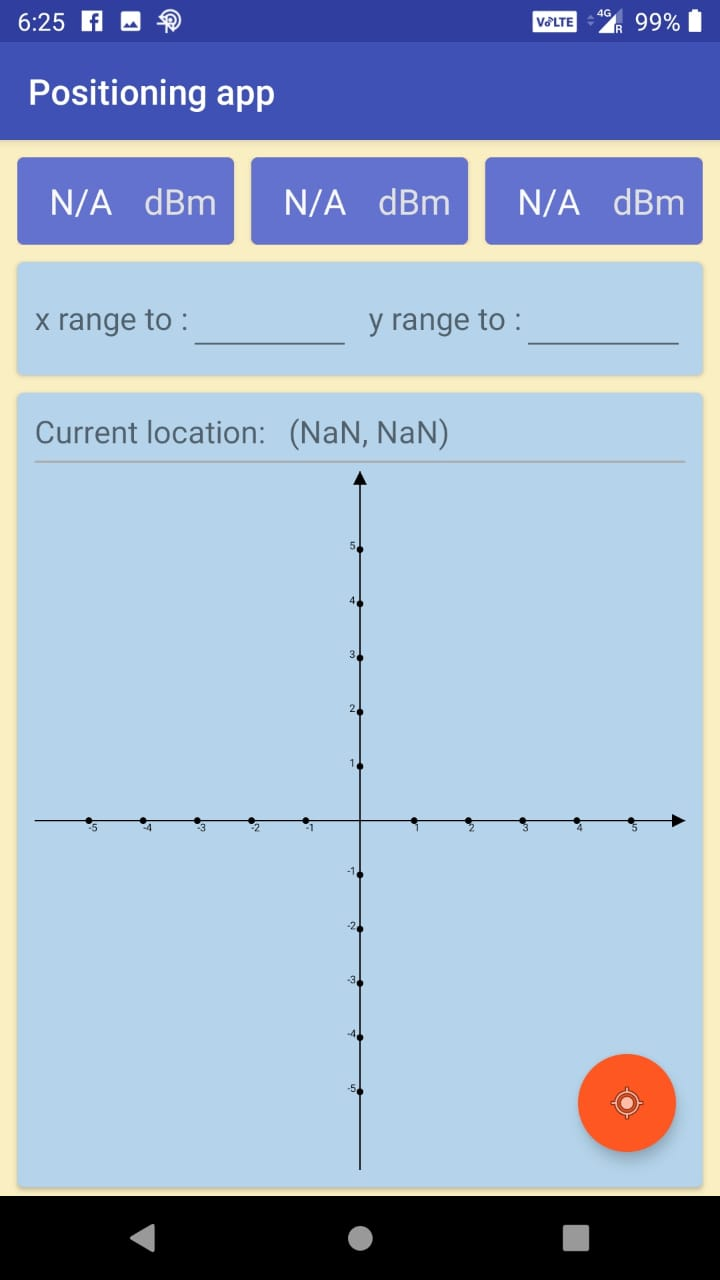 6:25 VoLTE 4G R 99%
Positioning app
N/A dBm N/A dBm N/A dBm
x range to : y range to :
Current location: (NaN, NaN)
5
4
3
2
1
-5 -4 -3 -2 -1 1 2 3 4 5
-1
-2
-3
-4
-5